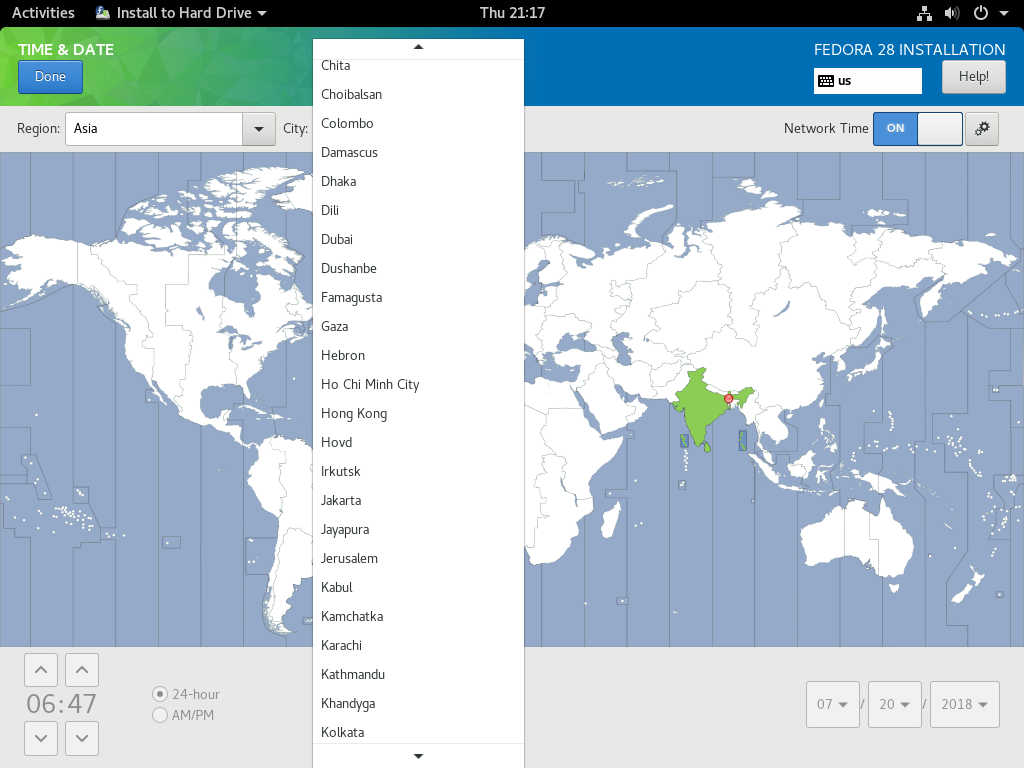 Activities Install to Hard Drive Thu 21:17
TIME & DATE FEDORA 28 INSTALLATION
Done us Help!
Region: Asia City: Network Time ON
Chita
Choibalsan
Colombo
Damascus
Dhaka
Dili
Dubai
Dushanbe
Famagusta
Gaza
Hebron
Ho Chi Minh City
Hong Kong
Hovd
Irkutsk
Jakarta
Jayapura
Jerusalem
Kabul
Kamchatka
Karachi
Kathmandu
Khandyga
Kolkata
06:47
24-hour
AM/PM
07 / 20 / 2018